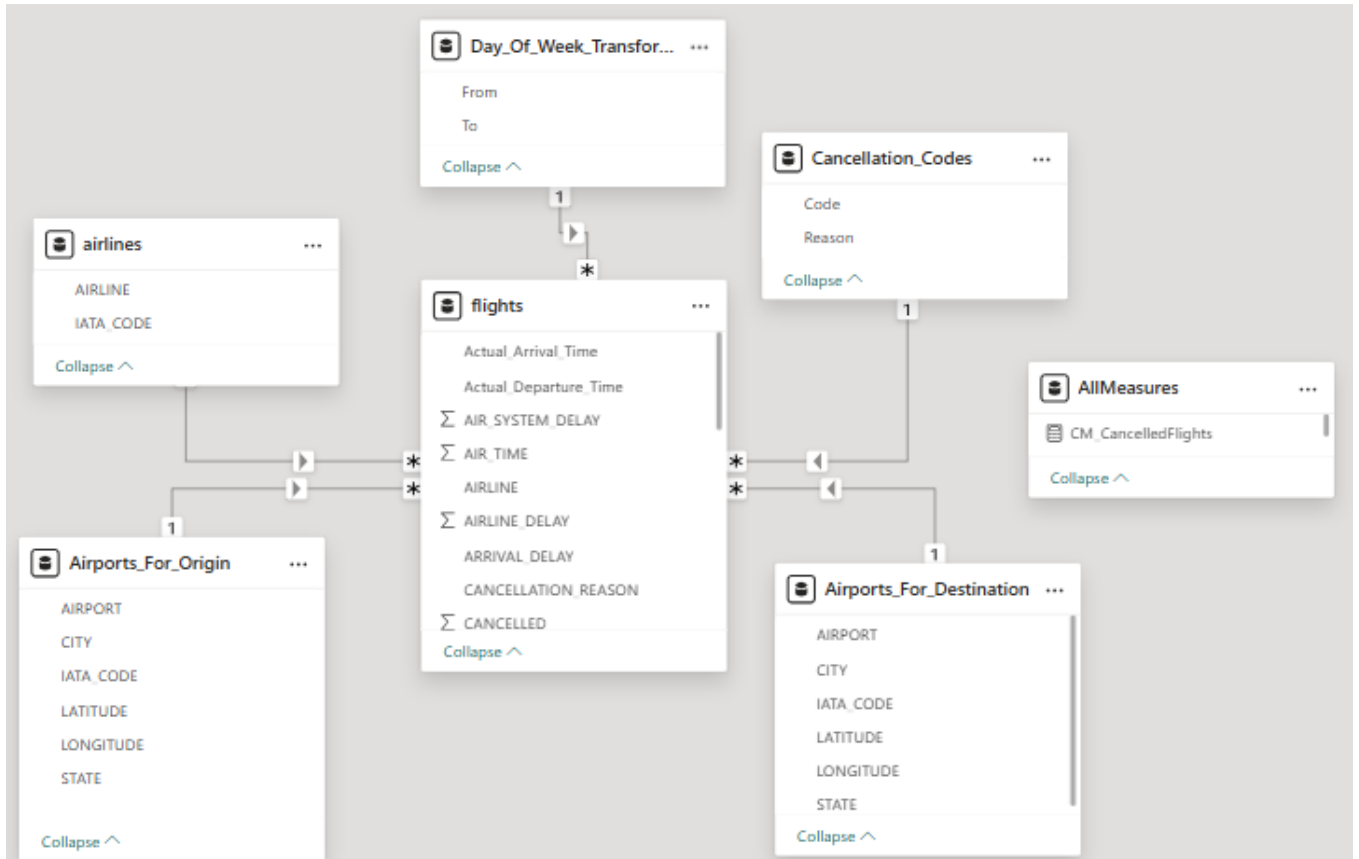 Day_Of_Week_Transfor... ...
From
To
Collapse
1
*
Cancellation_Codes ...
Code
Reason
Collapse
1
*
airlines ...
AIRLINE
IATA_CODE
Collapse
*
flights ...
Actual_Arrival_Time
Actual_Departure_Time
Σ AIR_SYSTEM_DELAY
Σ AIR_TIME
AIRLINE
Σ AIRLINE_DELAY
ARRIVAL_DELAY
CANCELLATION_REASON
Σ CANCELLED
Collapse
AllMeasures ...
CM_CancelledFlights
Collapse
*
1
Airports_For_Origin ...
AIRPORT
CITY
IATA_CODE
LATITUDE
LONGITUDE
STATE
Collapse
*
1
Airports_For_Destination ...
AIRPORT
CITY
IATA_CODE
LATITUDE
LONGITUDE
STATE
Collapse